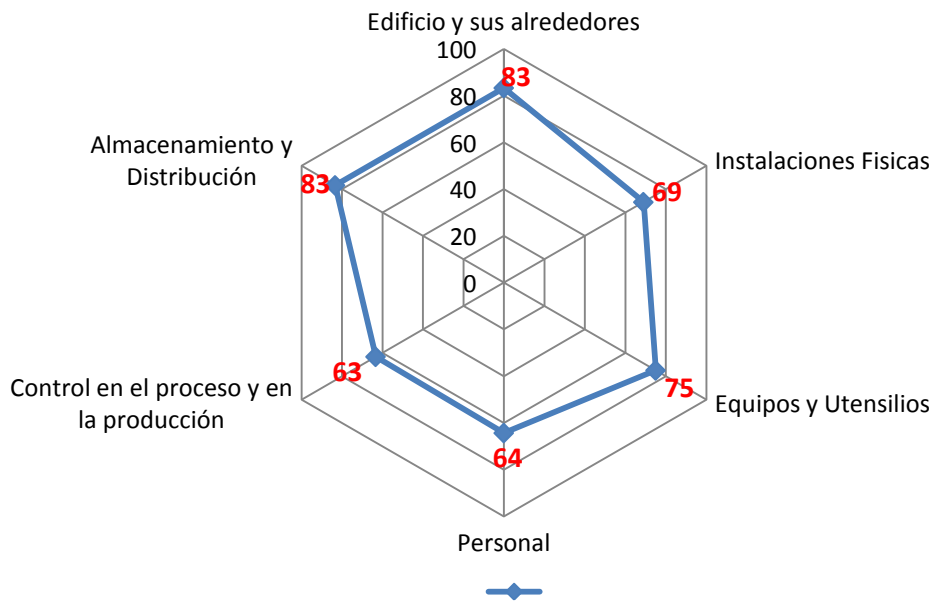 Edificio y sus alrededores
100
83
80
60
40
20
0
Instalaciones Fisicas
69
Equipos y Utensilios
75
Personal
64
Control en el proceso y en
la producción
63
Almacenamiento y
Distribución
83